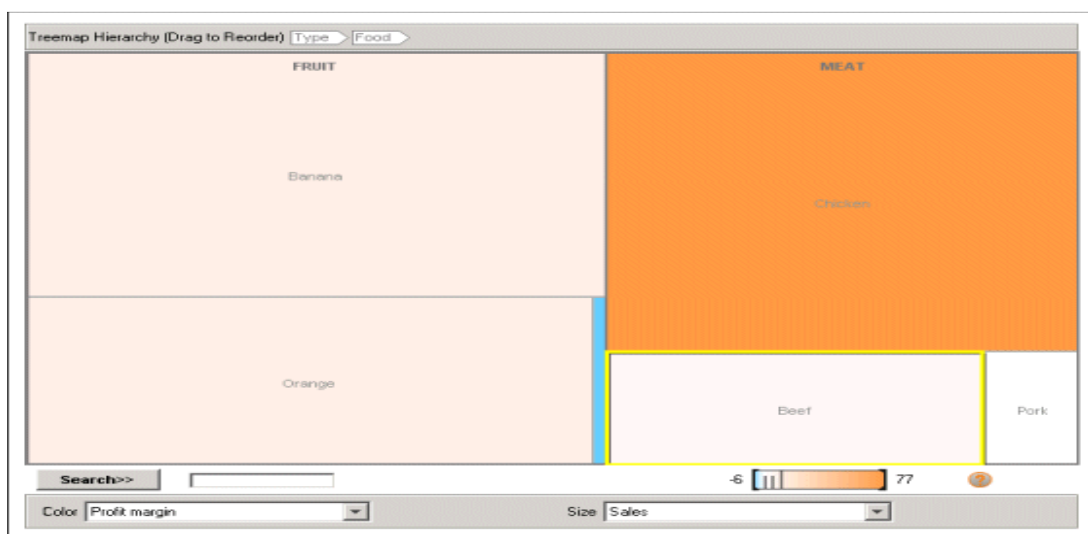 Treemap Hierarchy (Drag to Reorder) Type Food
FRUIT MEAT
Banana
Chicken
Orange
Beef Pork
Search>> -6 77 ?
Color Profit margin Size Sales